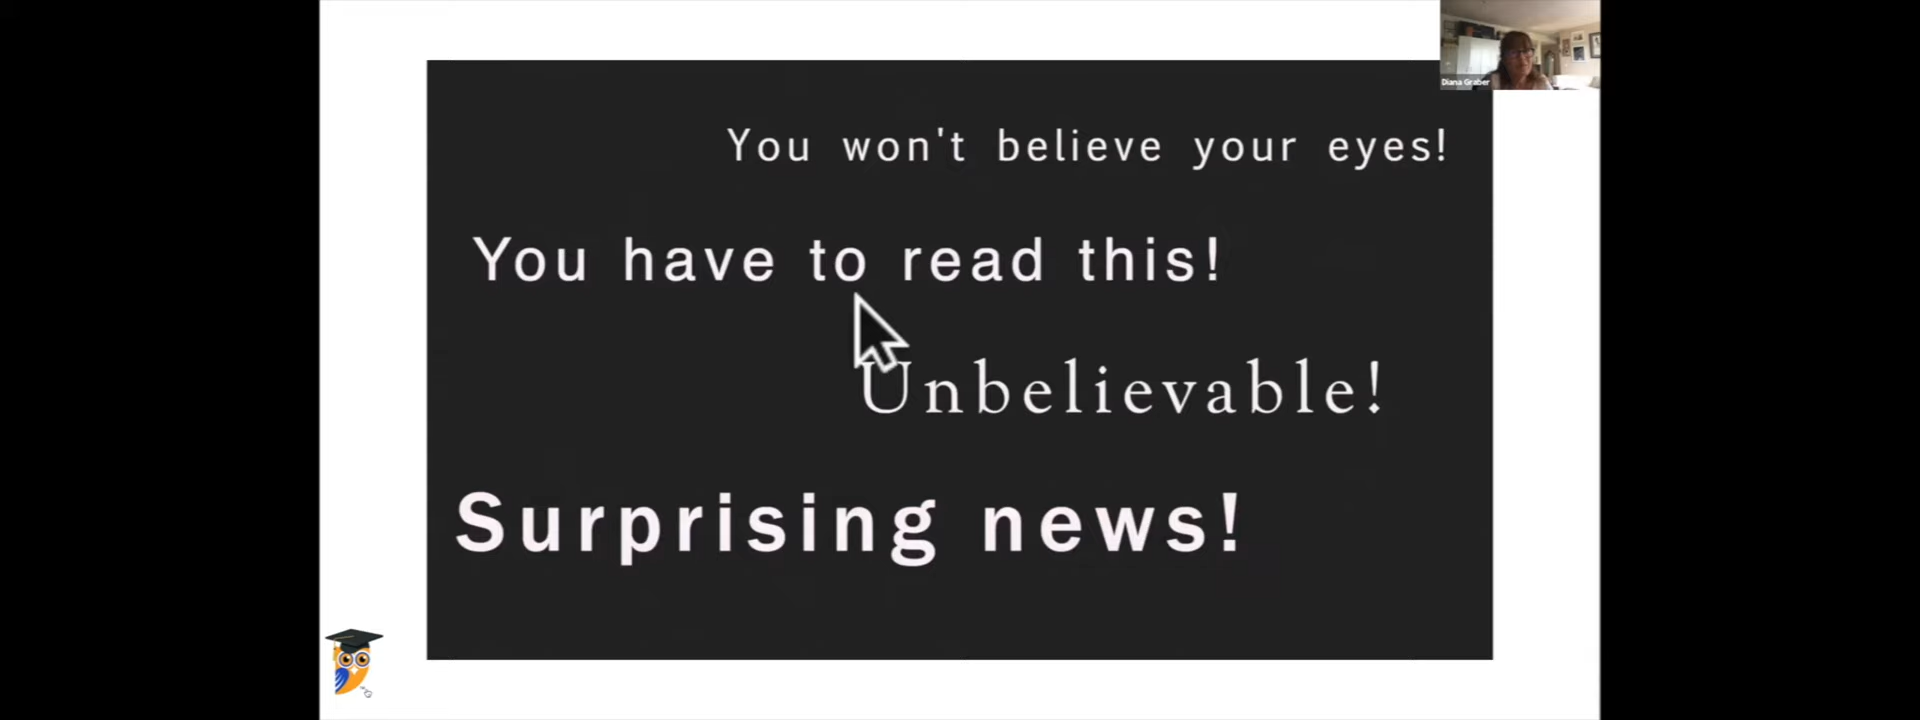 Diana Graber
You won't believe your eyes!
You have to read this!
Unbelievable!
Surprising news!